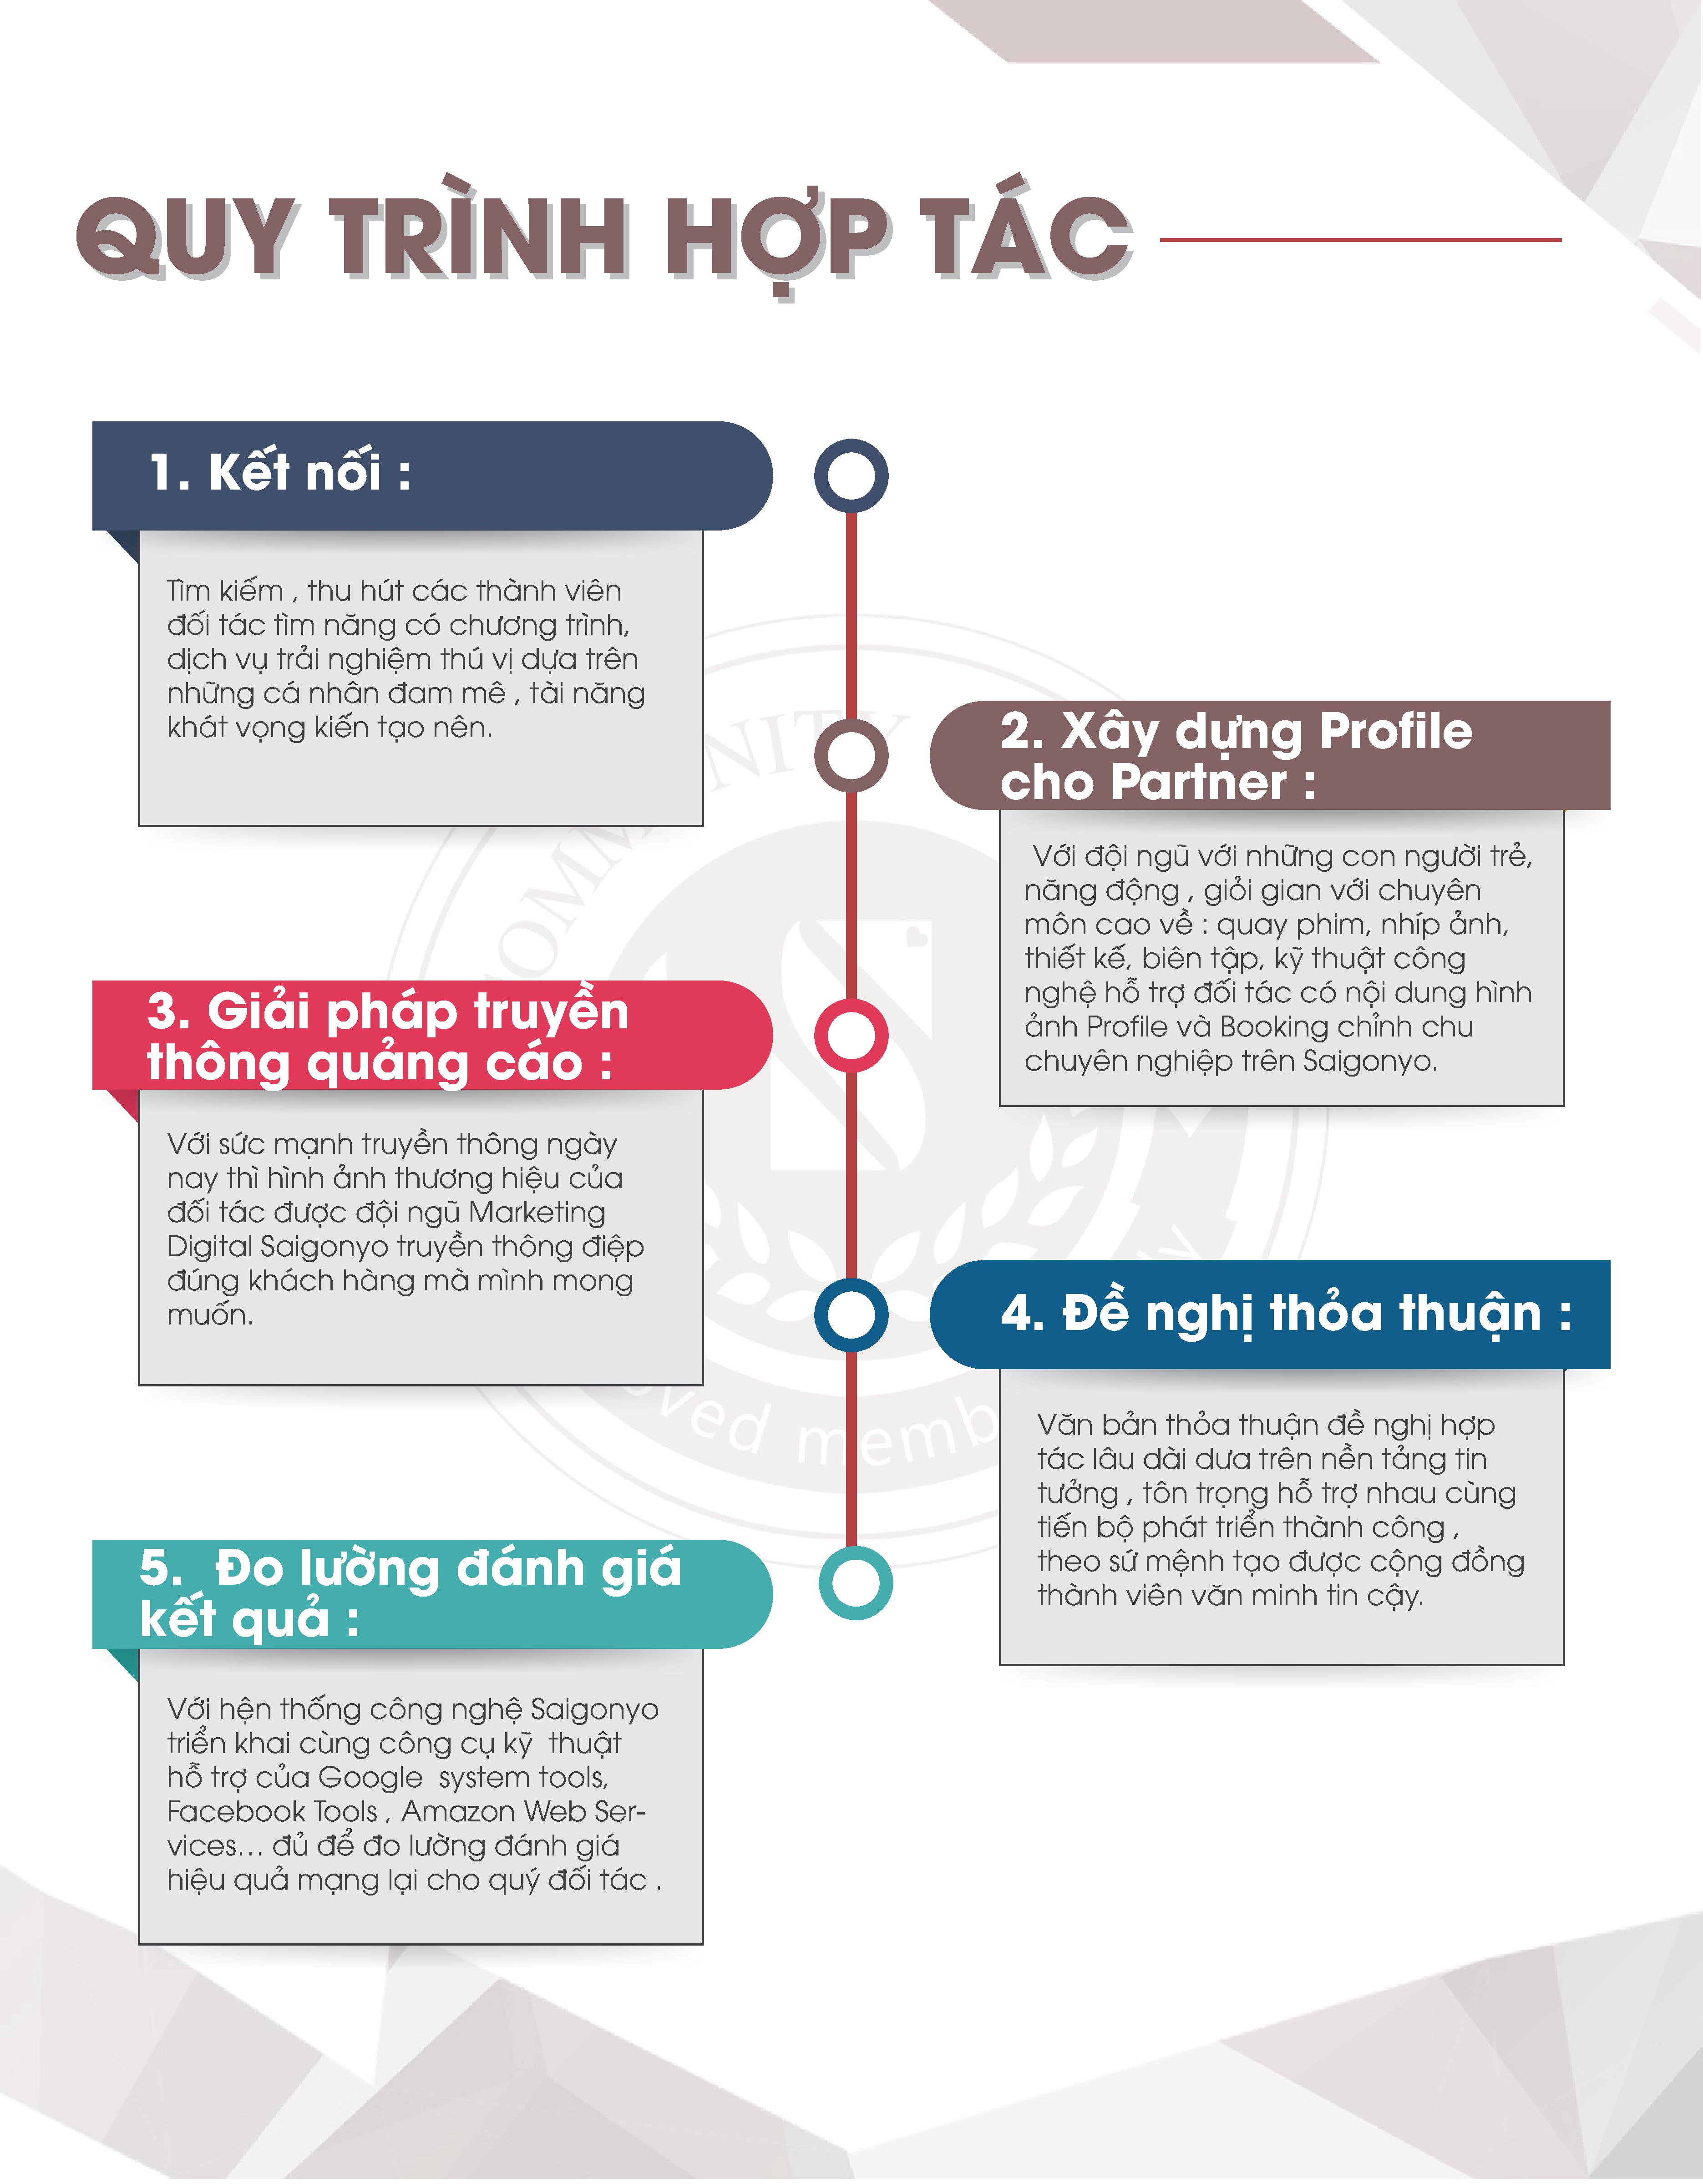 QUY TRÌNH HỢP TÁC
1. Kết nối :
Tìm kiếm , thu hút các thành viên
đối tác tìm năng có chương trình,
dịch vụ trải nghiệm thú vị dựa trên
những cá nhân đam mê , tài năng
khát vọng kiến tạo nên.
2. Xây dựng Profile
cho Partner :
Với đội ngũ với những con người trẻ,
năng động , giỏi gian với chuyên
môn cao về : quay phim, nhíp ảnh,
thiết kế, biên tập, kỹ thuật công
nghệ hỗ trợ đối tác có nội dung hình
ảnh Profile và Booking chỉnh chu
chuyên nghiệp trên Saigonyo.
3. Giải pháp truyền
thông quảng cáo :
Với sức mạnh truyền thông ngày
nay thì hình ảnh thương hiệu của
đối tác được đội ngũ Marketing
Digital Saigonyo truyền thông điệp
đúng khách hàng mà mình mong
muốn.
4. Đề nghị thỏa thuận :
Văn bản thỏa thuận đề nghị hợp
tác lâu dài dưa trên nền tảng tin
tưởng , tôn trọng hỗ trợ nhau cùng
tiến bộ phát triển thành công ,
theo sứ mệnh tạo được cộng đồng
thành viên văn minh tin cậy.
5. Đo lường đánh giá
kết quả :
Với hện thống công nghệ Saigonyo
triển khai cùng công cụ kỹ thuật
hỗ trợ của Google system tools,
Facebook Tools , Amazon Web Ser-
vices... đủ để đo lường đánh giá
hiệu quả mạng lại cho quý đối tác .